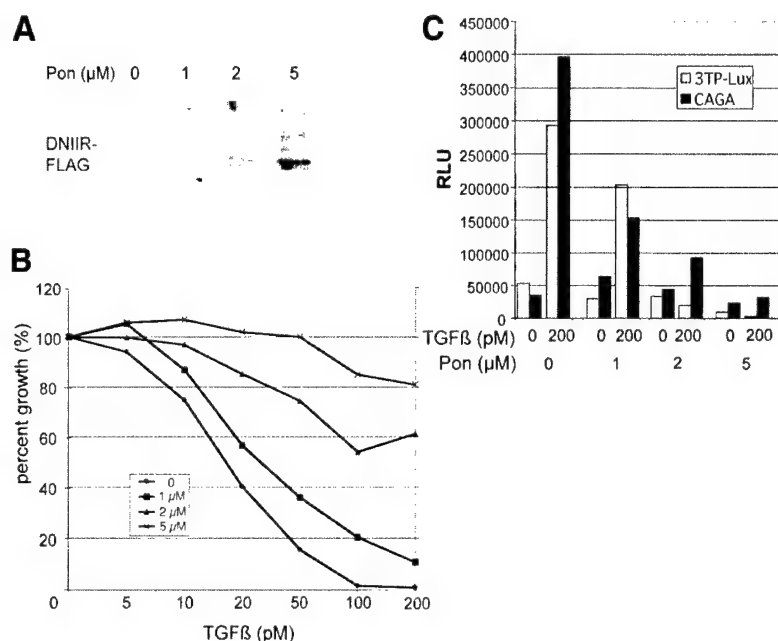 A
Pon (µM) 0 1 2 5
DNIIR-
FLAG
B
120
100
80
60
40
20
0
percent growth (%)
0
1 µM
2 µM
5 µM
5 10 20 50 100 200
TGFß (pM)
C
450000
400000
350000
300000
250000
200000
150000
100000
50000
0
RLU
3TP-Lux
CAGA
TGFß (pM) 0 200 0 200 0 200 0 200
Pon (µM) 0 1 2 5